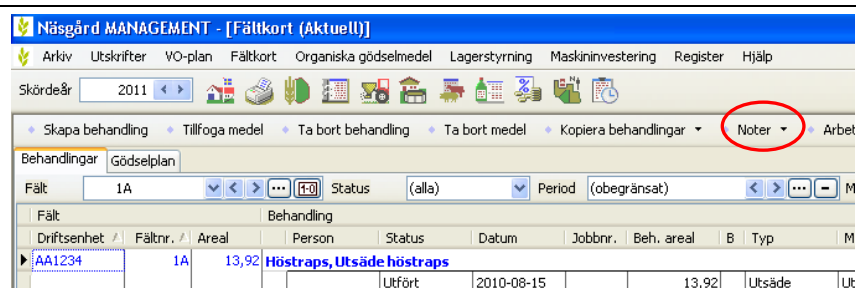 Näsgård MANAGEMENT - [Fältkort (Aktuell)]
Arkiv Utskrifter VO-plan Fältkort Organiska gödselmedel Lagerstyrning Maskininvestering Register Hjälp
Skördeår 2011
Skapa behandling Tillfoga medel Ta bort behandling Ta bort medel Kopiera behandlingar Noter Arbet
Behandlingar Gödselplan
Fält 1A Status (alla) Period (obegränsat) M
Fält Behandling
Driftsenhet Fältnr. Areal Person Status Datum Jobbnr. Beh. areal B Typ M
AA1234 1A 13,92 Höstraps, Utsäde höstraps
Utfört 2010-08-15 13,92 Utsäde Ut